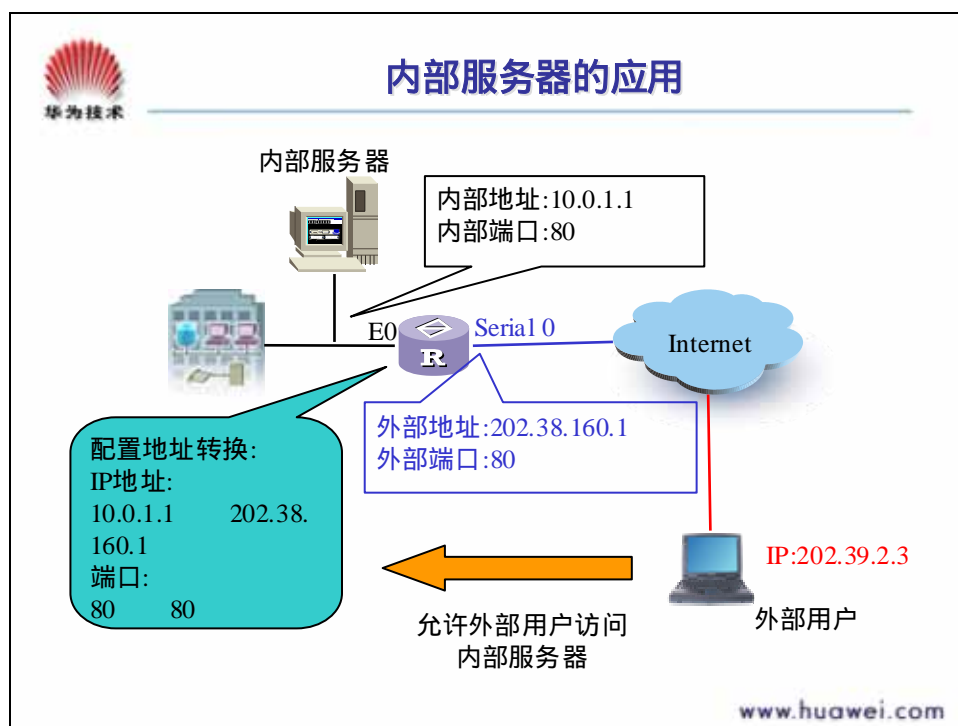 华为技术
内部服务器的应用
内部服务器
内部地址:10.0.1.1
内部端口:80
E0
Serial 0
R
Internet
外部地址:202.38.160.1
外部端口:80
配置地址转换:
IP地址:
10.0.1.1 202.38.
160.1
端口:
80 80
IP:202.39.2.3
外部用户
允许外部用户访问
内部服务器
www.huawei.com